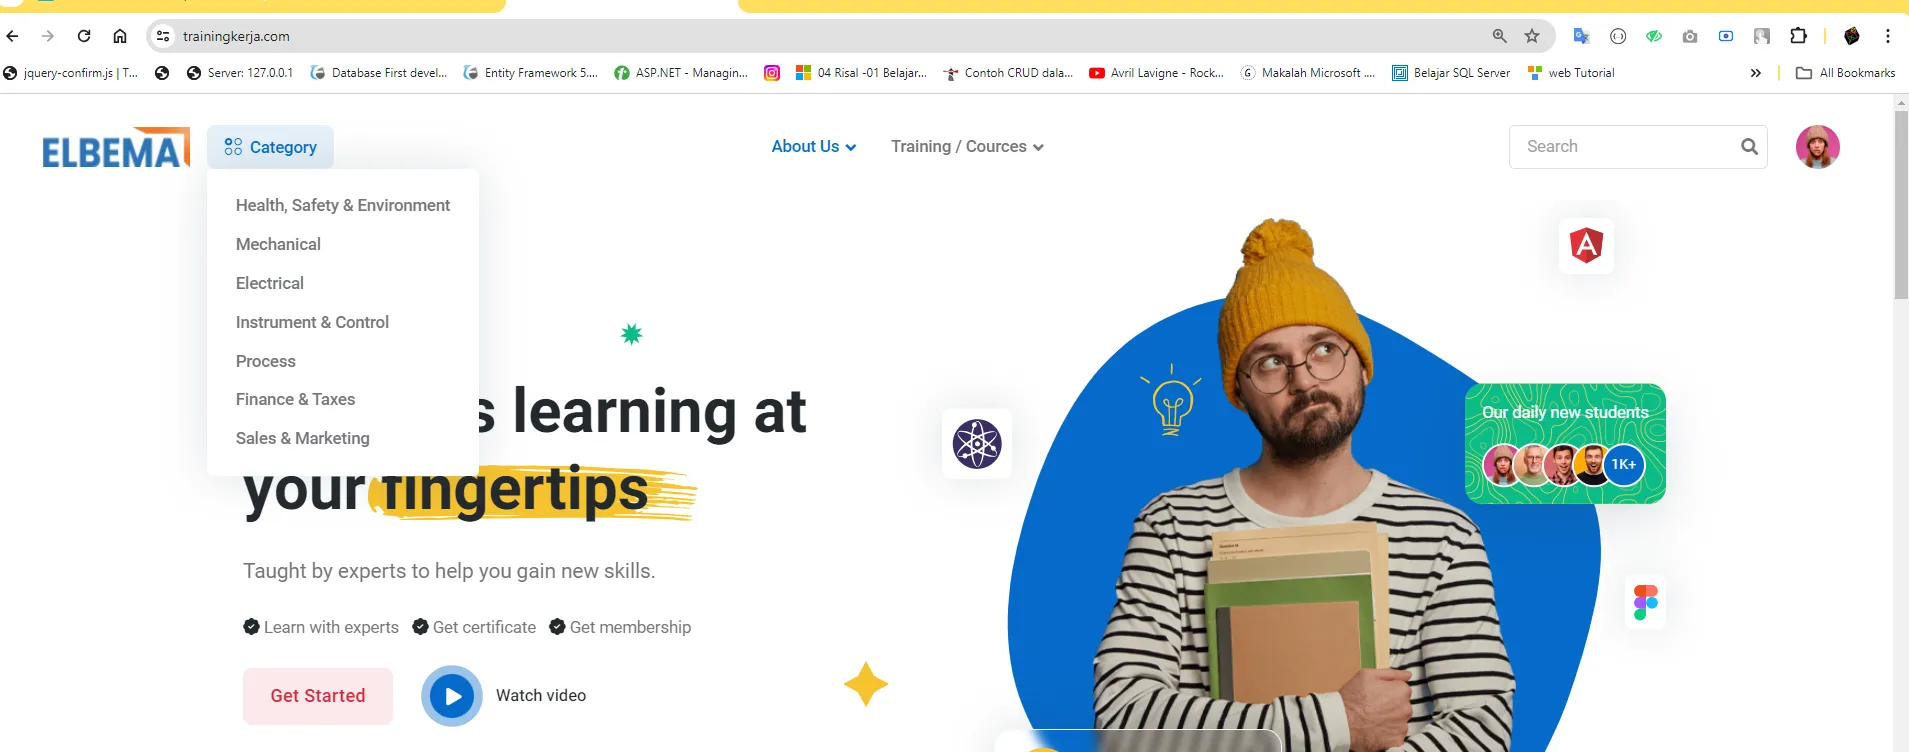 trainingkerja.com
jquery-confirm.js | T...
Server: 127.0.0.1
Database First devel...
Entity Framework 5....
ASP.NET - Managin...
04 Risal -01 Belajar...
Contoh CRUD dala...
Avril Lavigne - Rock...
Makalah Microsoft ....
Belajar SQL Server
web Tutorial
All Bookmarks
ELBEMA
Category
About Us
Training / Cources
Search
Health, Safety & Environment
Mechanical
Electrical
Instrument & Control
Process
Finance & Taxes
Sales & Marketing
s learning at
your fingertips
Taught by experts to help you gain new skills.
Learn with experts Get certificate Get membership
Get Started
Watch video
Our daily new students
1K+